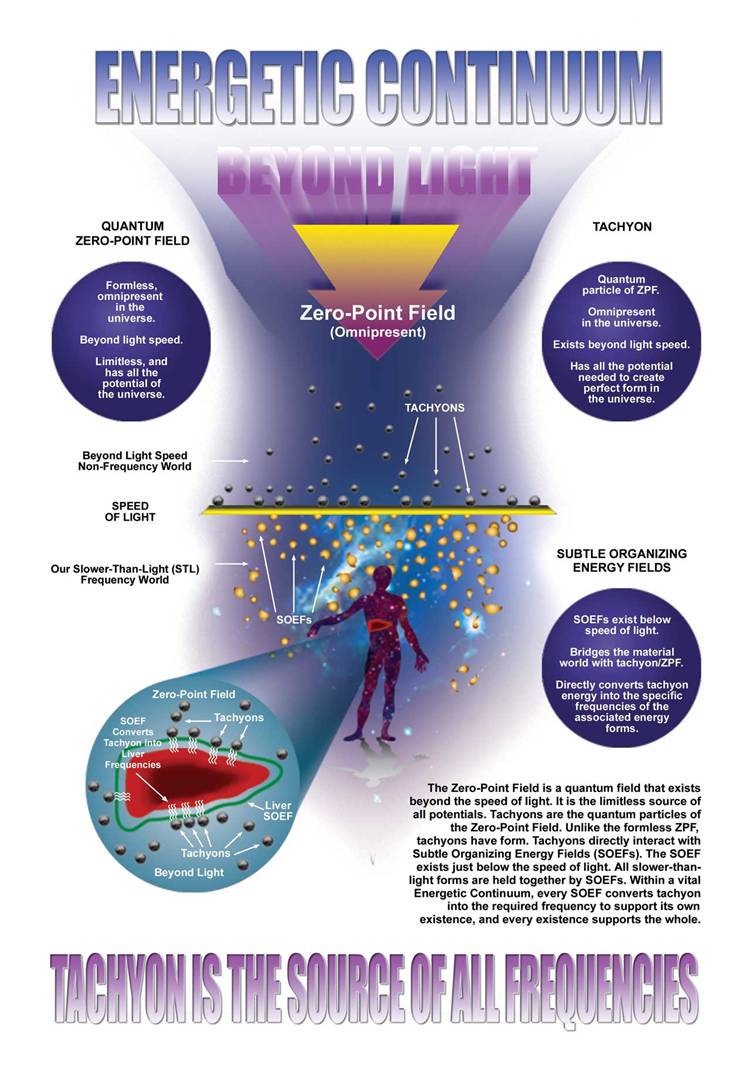 ENERGETIC CONTINUUM
BEYOND LIGHT
QUANTUM
ZERO-POINT FIELD
Formless,
omnipresent
in the
universe.
Beyond light speed.
Limitless, and
has all the
potential of
the universe.
Zero-Point Field
(Omnipresent)
TACHYON
Quantum
particle of ZPF.
Omnipresent
in the universe.
Exists beyond light speed.
Has all the potential
needed to create
perfect form in
the universe.
TACHYONS
Beyond Light Speed
Non-Frequency World
SPEED
OF LIGHT
Our Slower-Than-Light (STL)
Frequency World
SOEFs
SUBTLE ORGANIZING
ENERGY FIELDS
SOEFs exist below
speed of light.
Bridges the material
world with tachyon/ZPF.
Directly converts tachyon
energy into the specific
frequencies of the
associated energy
forms.
Zero-Point Field
Tachyons
SOEF
Converts
Tachyon into
Liver
Frequencies
Liver
SOEF
Tachyons
Beyond Light
The Zero-Point Field is a quantum field that exists
beyond the speed of light. It is the limitless source of
all potentials. Tachyons are the quantum particles of
the Zero-Point Field. Unlike the formless ZPF,
tachyons have form. Tachyons directly interact with
Subtle Organizing Energy Fields (SOEFs). The SOEF
exists just below the speed of light. All slower-than-
light forms are held together by SOEFs. Within a vital
Energetic Continuum, every SOEF converts tachyon
into the required frequency to support its own
existence, and every existence supports the whole.
TACHYON IS THE SOURCE OF ALL FREQUENCIES